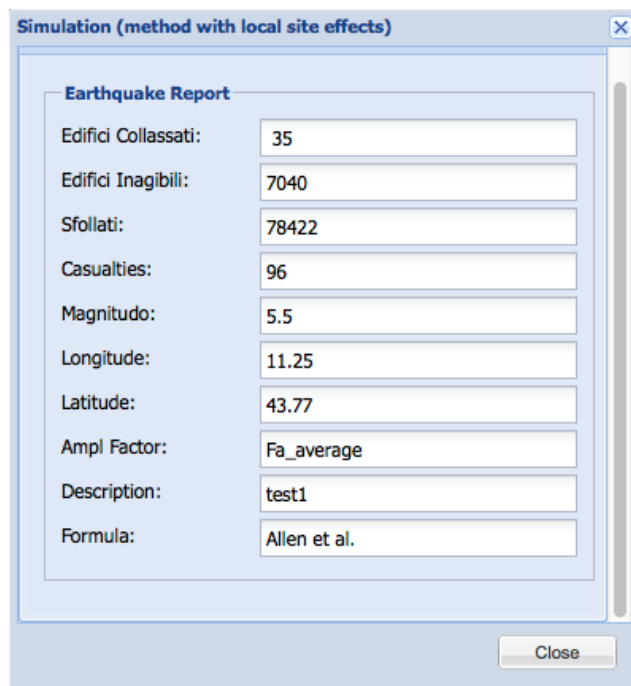 Simulation (method with local site effects)
Earthquake Report
Edifici Collassati: 35
Edifici Inagibili: 7040
Sfollati: 78422
Casualties: 96
Magnitudo: 5.5
Longitude: 11.25
Latitude: 43.77
Ampl Factor: Fa_average
Description: test1
Formula: Allen et al.
Close